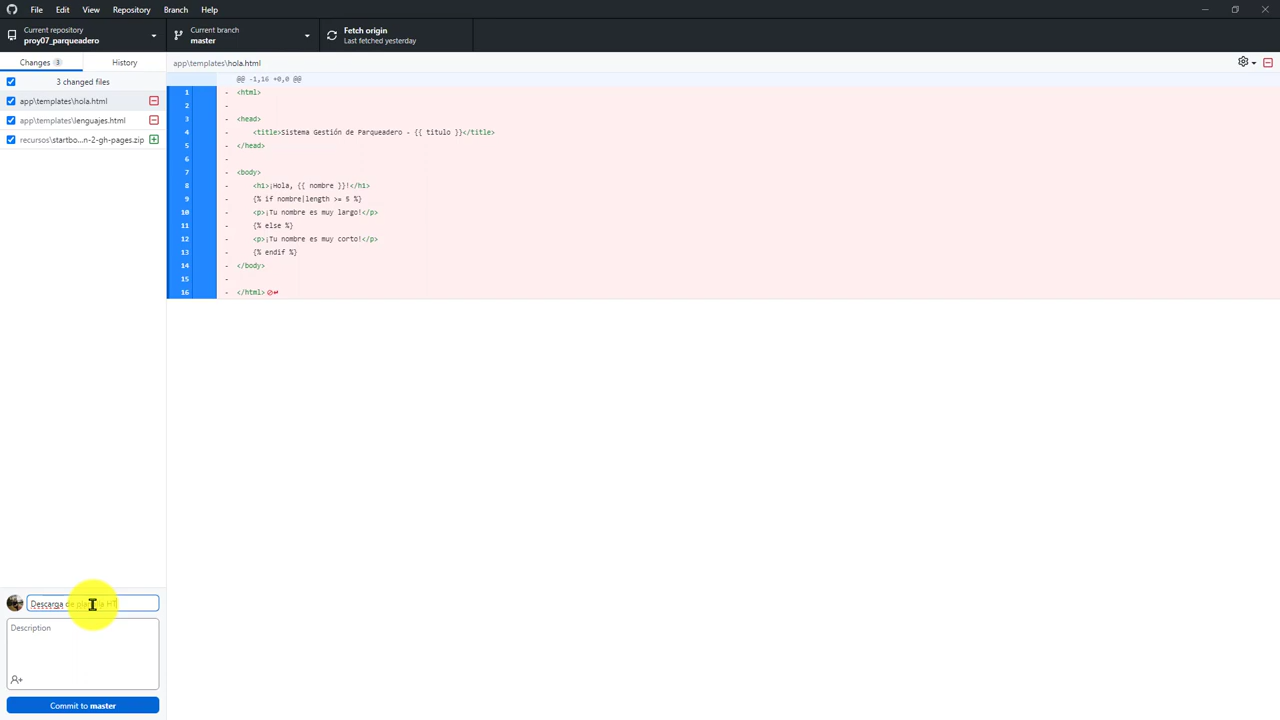 File Edit View Repository Branch Help
Current repository
proy07_parqueadero
Current branch
master
Fetch origin
Last fetched yesterday
Changes 3
History
app\templates\hola.html
3 changed files
app\templates\hola.html
app\templates\lenguajes.html
recursos\startbo...n-2-gh-pages.zip
@@ -1,16 +0,0 @@
1 - <html>
2 -
3 - <head>
4 - <title>Sistema Gestión de Parqueadero - {{ titulo }}</title>
5 - </head>
6 -
7 - <body>
8 - <h1>¡Hola, {{ nombre }}!</h1>
9 - {% if nombre|length >= 5 %}
10 - <p>¡Tu nombre es muy largo!</p>
11 - {% else %}
12 - <p>¡Tu nombre es muy corto!</p>
13 - {% endif %}
14 - </body>
15 -
16 - </html>
Descarga de HT
Description
Commit to master